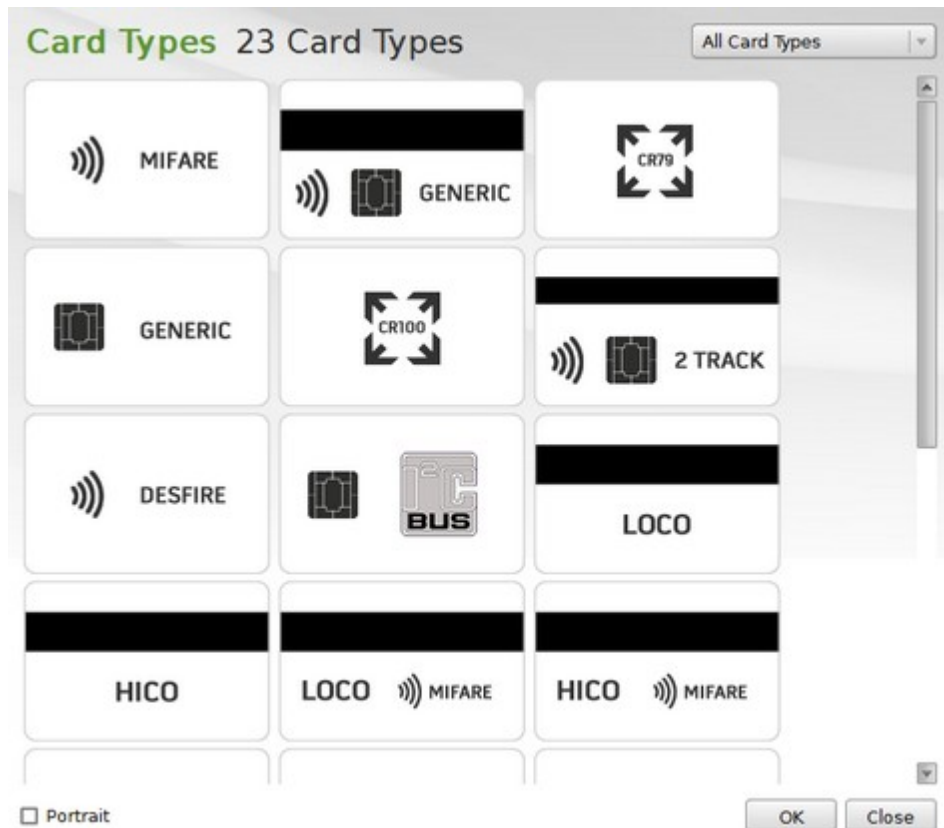 Card Types 23 Card Types
All Card Types
MIFARE
GENERIC
CR79
GENERIC
CR100
2 TRACK
DESFIRE
I²C BUS
LOCO
HICO
LOCO MIFARE
HICO MIFARE
Portrait
OK
Close